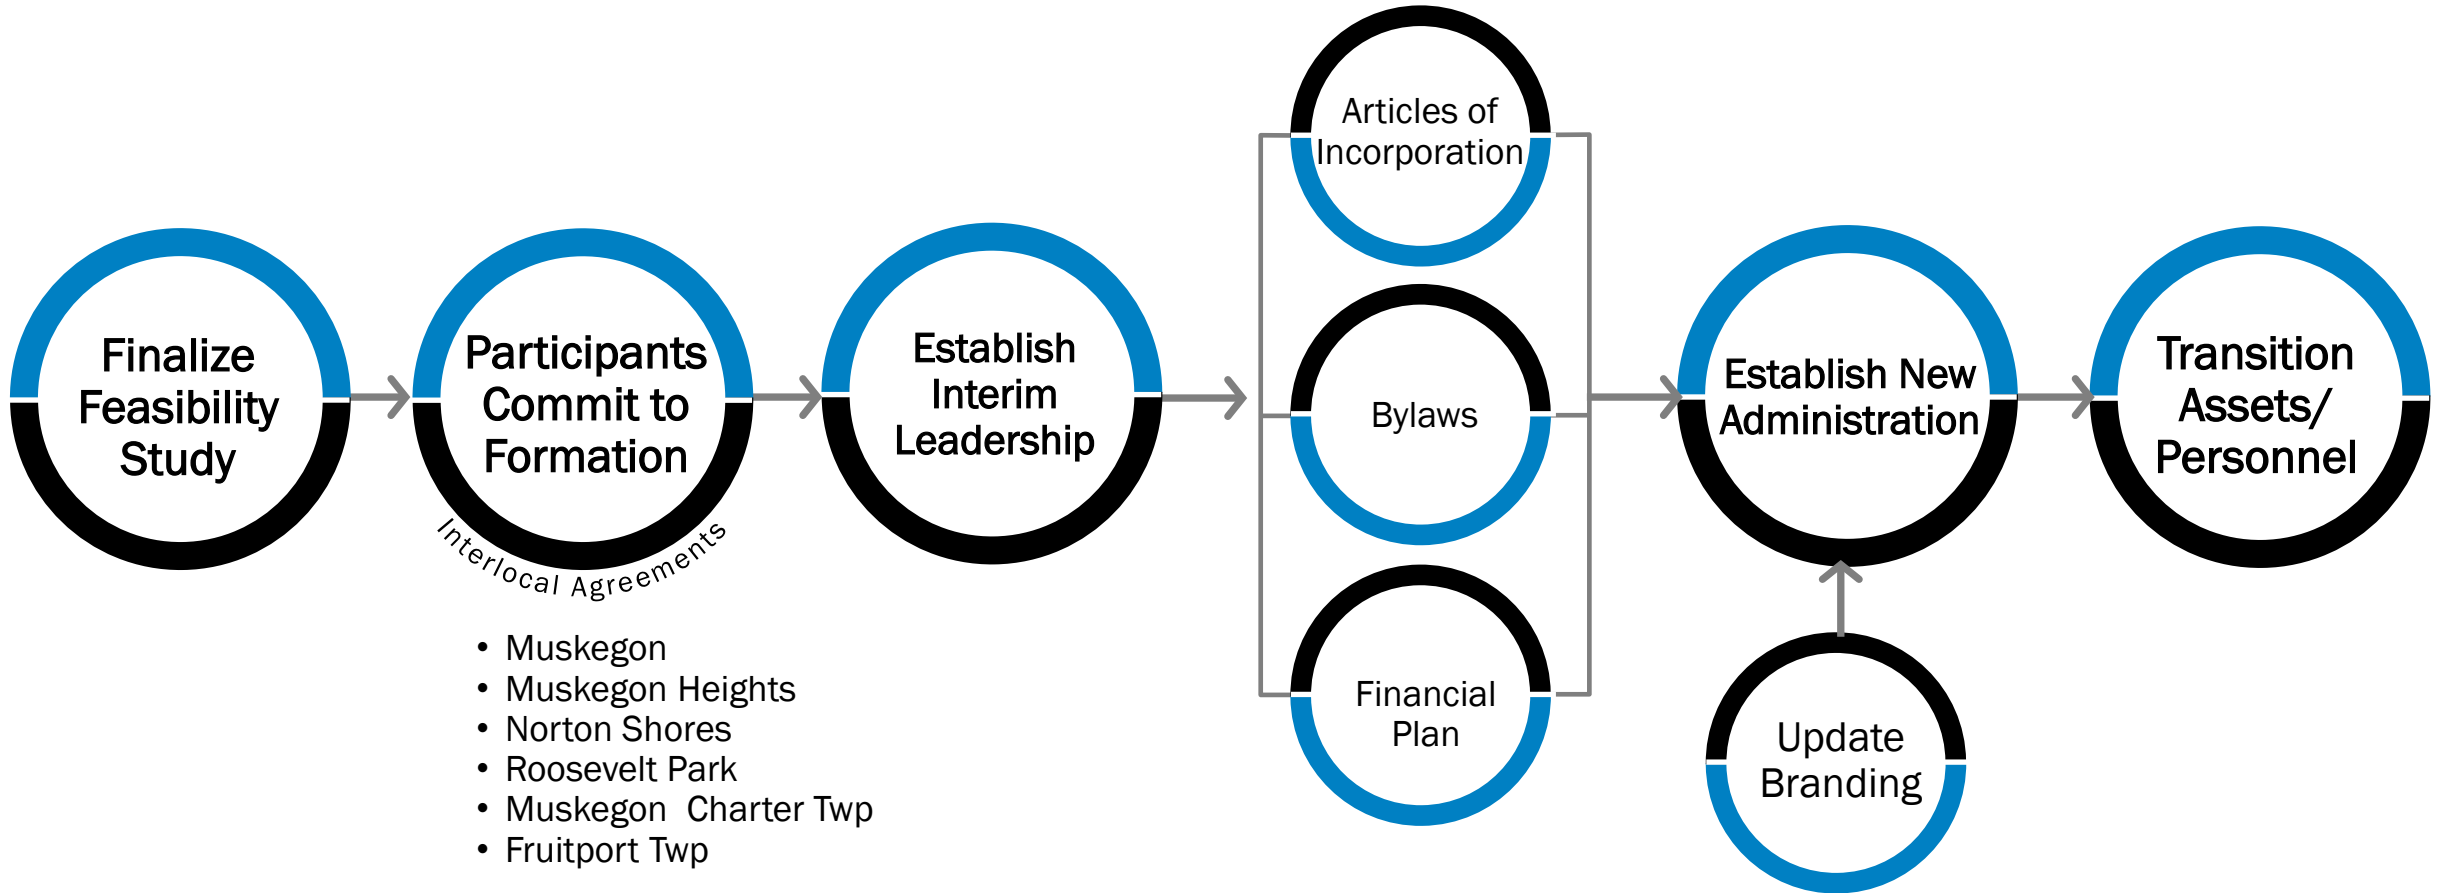 Finalize
Feasibility
Study
Participants
Commit to
Formation
Interlocal Agreements
• Muskegon
• Muskegon Heights
• Norton Shores
• Roosevelt Park
• Muskegon  Charter Twp
• Fruitport Twp
Establish
Interim
Leadership
Articles of
Incorporation
Bylaws
Financial
Plan
Establish New
Administration
Update
Branding
Transition
Assets/
Personnel